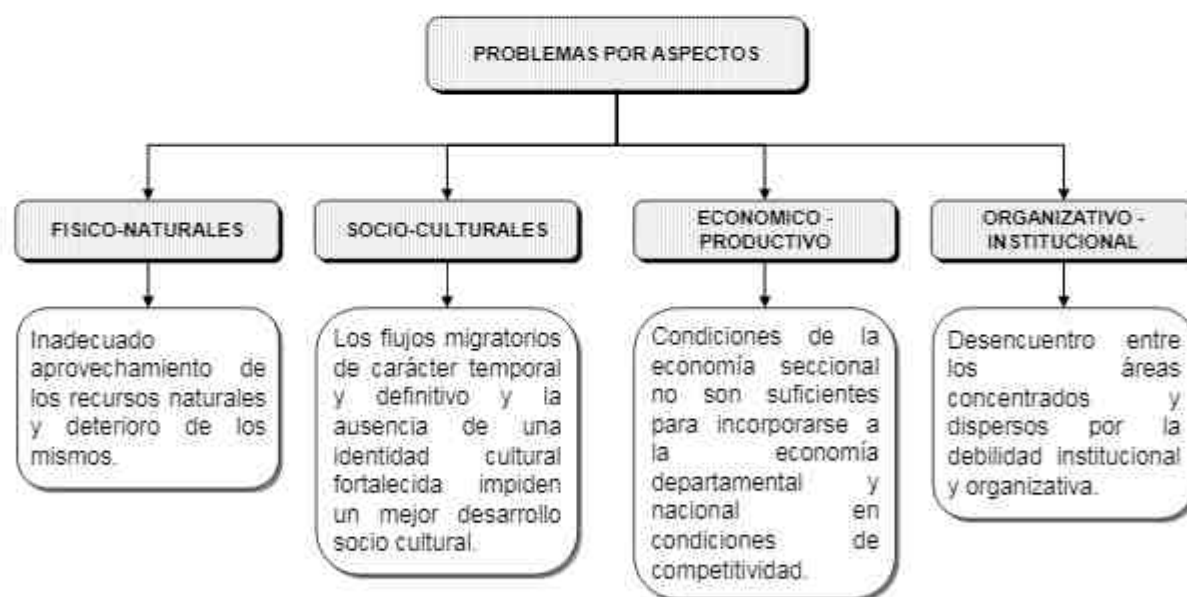 PROBLEMAS POR ASPECTOS
FISICO-NATURALES
Inadecuado
aprovechamiento de
los recursos naturales
y deterioro de los
mismos.
SOCIO-CULTURALES
Los flujos migratorios
de carácter temporal
y definitivo y la
ausencia de una
identidad cultural
fortalecida impiden
un mejor desarrollo
socio cultural.
ECONOMICO -
PRODUCTIVO
Condiciones de la
economía seccional
no son suficientes
para incorporarse a
la economía
departamental y
nacional en
condiciones de
competitividad.
ORGANIZATIVO -
INSTITUCIONAL
Desencuentro entre
los áreas
concentrados y
dispersos por la
debilidad institucional
y organizativa.